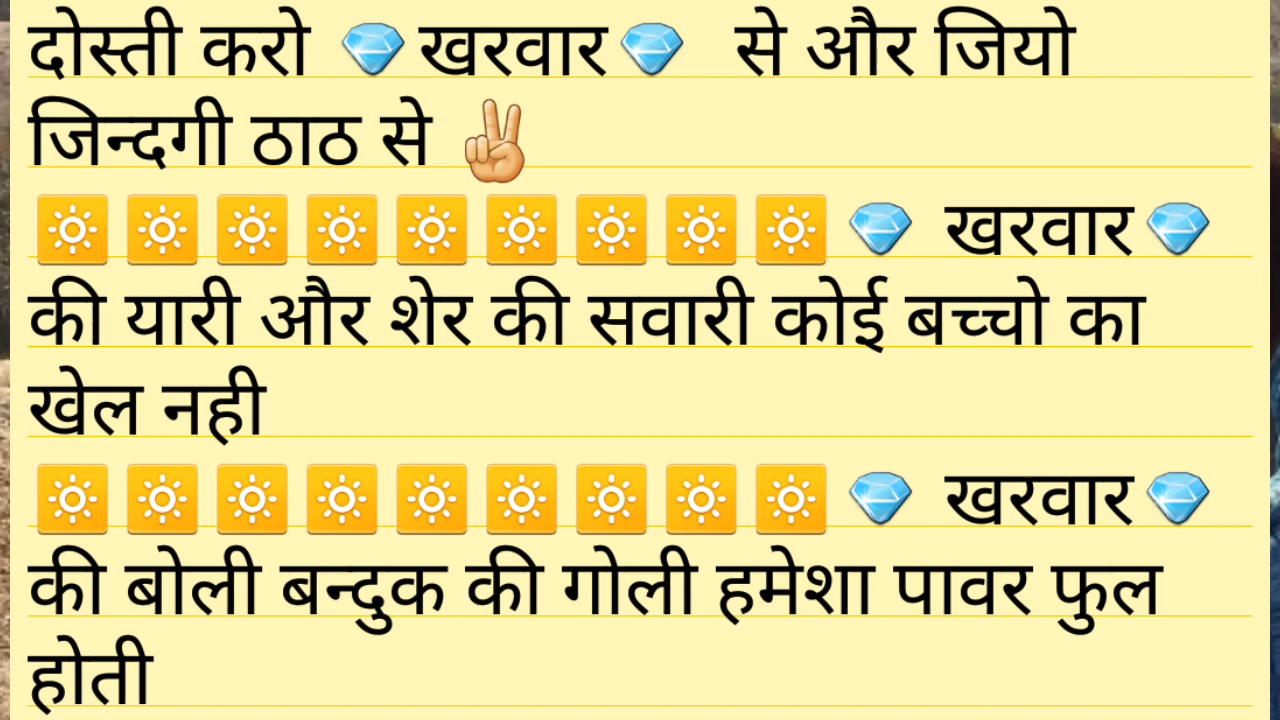 दोस्ती करो 💎खरवार💎 से और जियो
जिन्दगी ठाठ से ✌
🔅🔅🔅🔅🔅🔅🔅🔅🔅💎 खरवार💎
की यारी और शेर की सवारी कोई बच्चो का
खेल नही
🔅🔅🔅🔅🔅🔅🔅🔅🔅💎 खरवार💎
की बोली बन्दुक की गोली हमेशा पावर फुल
होती